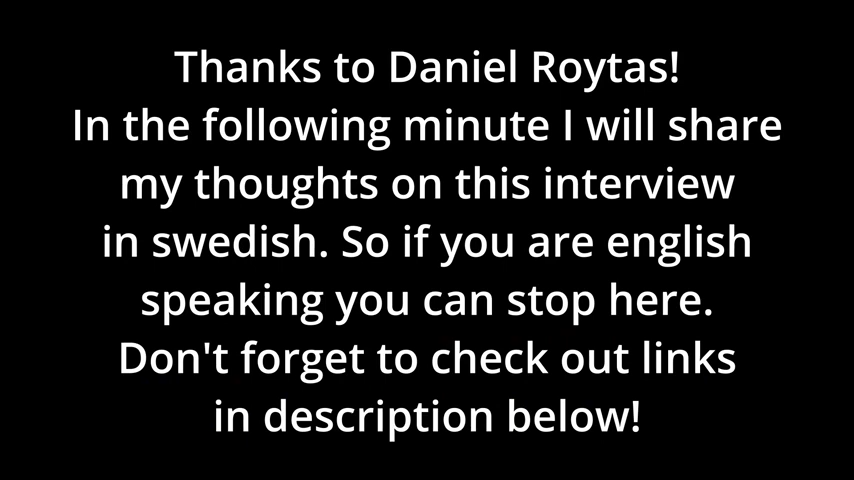 Thanks to Daniel Roytas!
In the following minute I will share
my thoughts on this interview
in swedish. So if you are english
speaking you can stop here.
Don't forget to check out links
in description below!